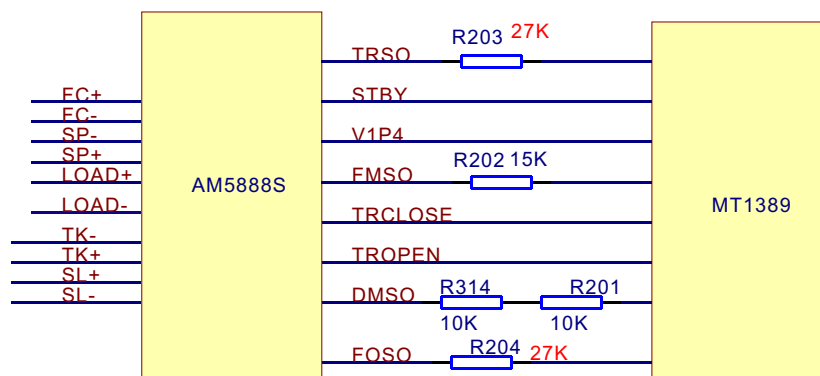 R203 27K
TRSO
STBY
FC+
FC-
SP-
SP+
LOAD+
LOAD-
TK-
TK+
SL+
SL-
AM5888S
V1P4
R202 15K
FMSO
TRCLOSE
TROPEN
R314 R201
DMSO
10K 10K
R204 27K
FOSO
MT1389